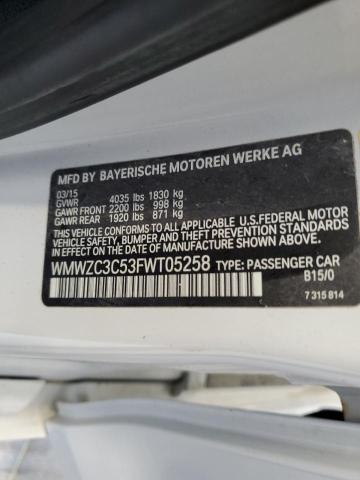 MFD BY BAYERISCHE MOTOREN WERKE AG
03/15
GVWR 4035 lbs 1830 kg
GAWR FRONT 2200 lbs 998 kg
GAWR REAR 1920 lbs 871 kg
THIS VEHICLE CONFORMS TO ALL APPLICABLE U.S.FEDERAL MOTOR
VEHICLE SAFETY, BUMPER AND THEFT PREVENTION STANDARDS
IN EFFECT ON THE DATE OF MANUFACTURE SHOWN ABOVE.
WMWZC3C53FWT05258 TYPE: PASSENGER CAR
B15/0
7 315 814